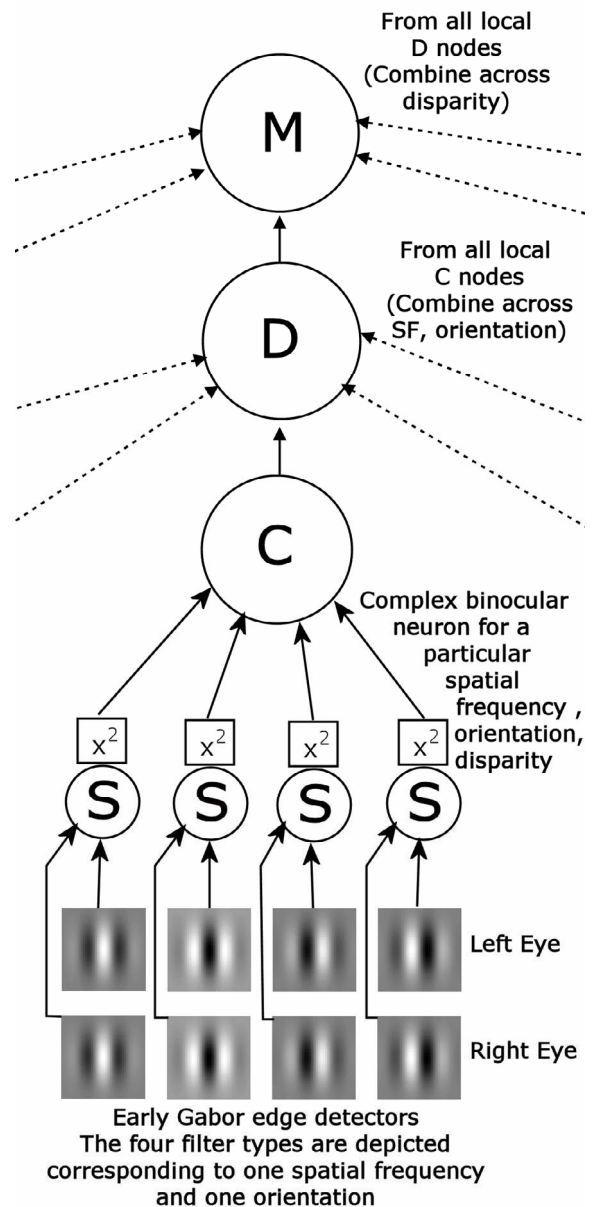 From all local
D nodes
(Combine across
disparity)
M
From all local
C nodes
(Combine across
SF, orientation)
D
C
Complex binocular
neuron for a
particular
spatial
frequency ,
orientation,
disparity
x² x² x² x²
S S S S
Left Eye
Right Eye
Early Gabor edge detectors
The four filter types are depicted
corresponding to one spatial frequency
and one orientation